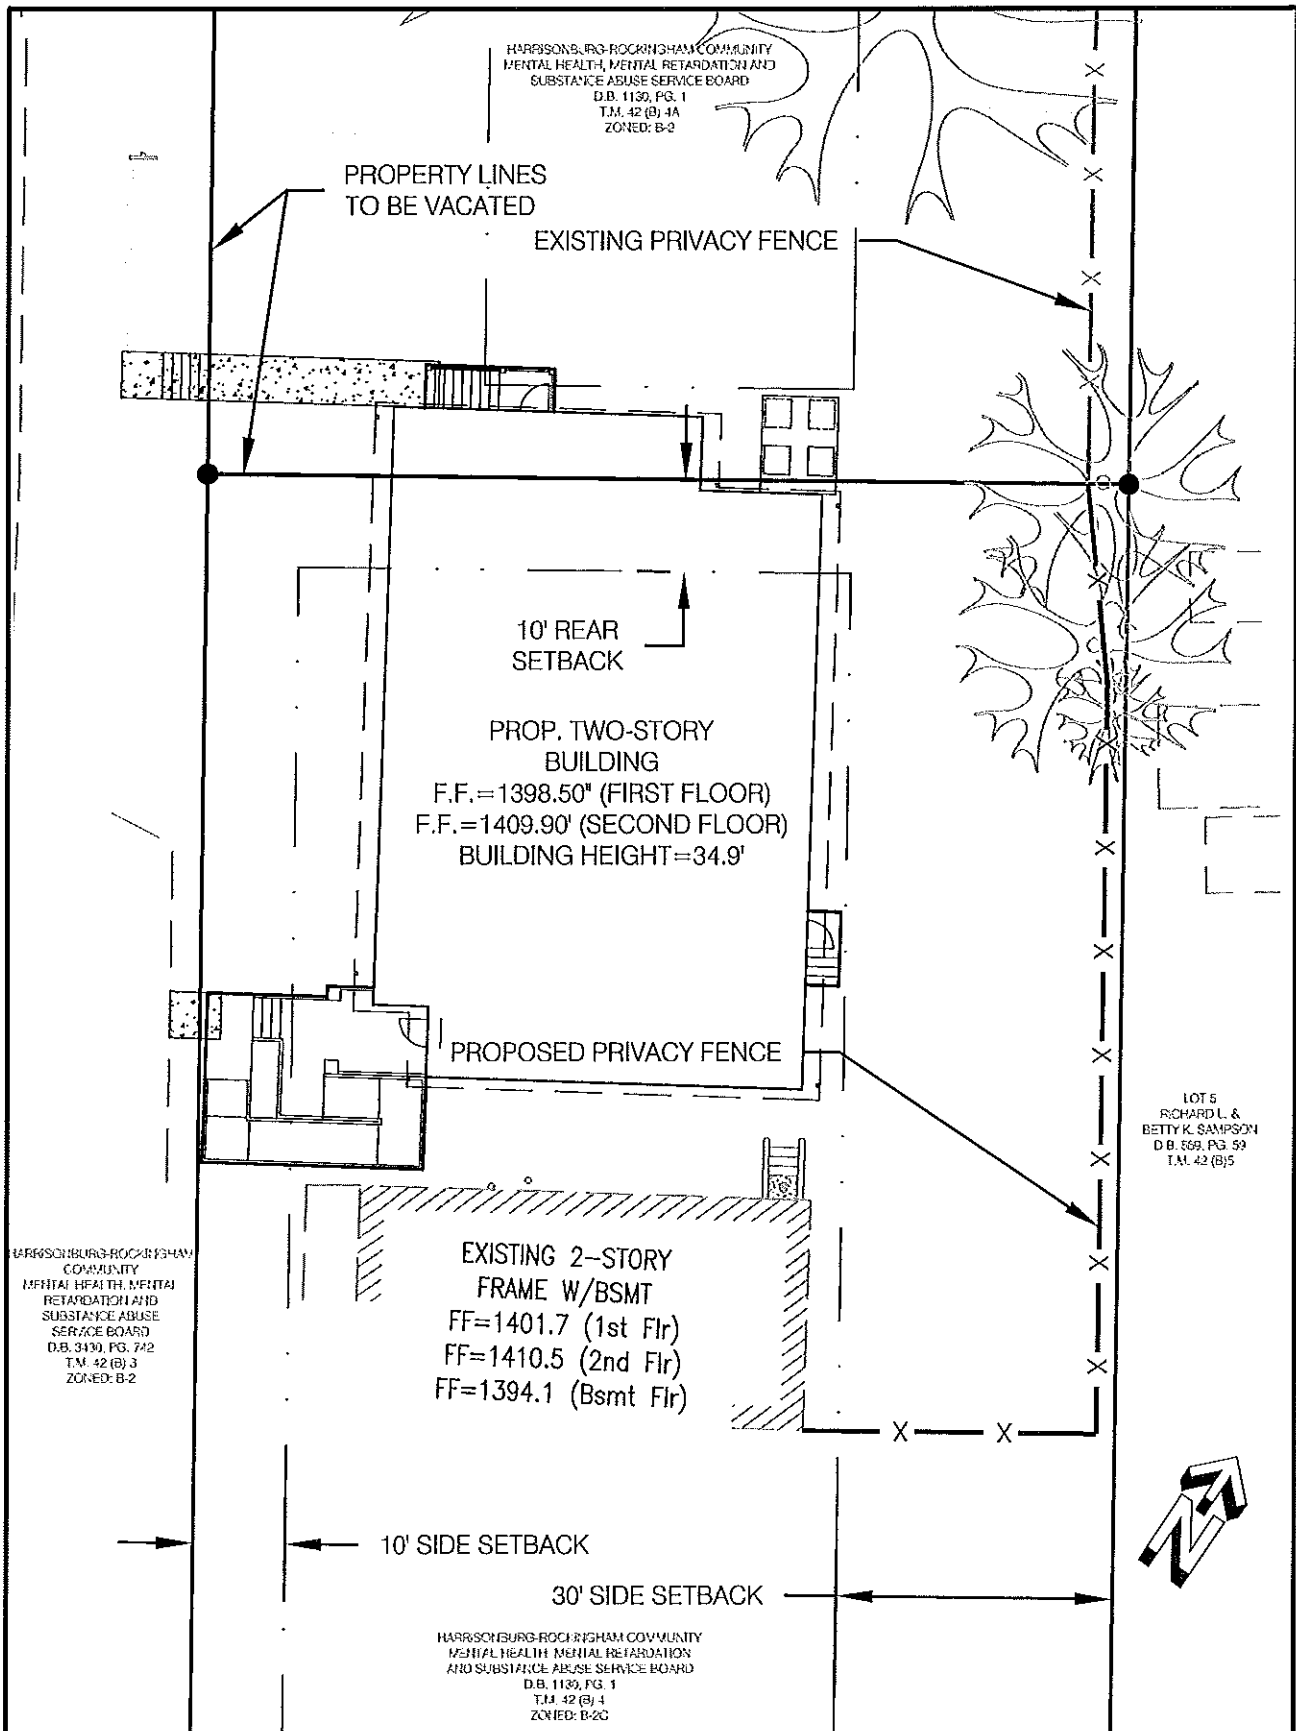 HARRISONBURG-ROCKINGHAM COMMUNITY
MENTAL HEALTH, MENTAL RETARDATION AND
SUBSTANCE ABUSE SERVICE BOARD
D.B. 1130, PG. 1
T.M. 42 (B) 4A
ZONED: B-2
PROPERTY LINES
TO BE VACATED
EXISTING PRIVACY FENCE
10' REAR
SETBACK
PROP. TWO-STORY
BUILDING
F.F.=1398.50" (FIRST FLOOR)
F.F.=1409.90' (SECOND FLOOR)
BUILDING HEIGHT=34.9'
PROPOSED PRIVACY FENCE
LOT 5
RICHARD L. &
BETTY K. SAMPSON
D.B. 569, PG. 59
T.M. 42 (B) 5
HARRISONBURG-ROCKINGHAM
COMMUNITY
MENTAL HEALTH, MENTAL
RETARDATION AND
SUBSTANCE ABUSE
SERVICE BOARD
D.B. 3430, PG. 742
T.M. 42 (B) 3
ZONED: B-2
EXISTING 2-STORY
FRAME W/BSMT
FF=1401.7 (1st Flr)
FF=1410.5 (2nd Flr)
FF=1394.1 (Bsmt Flr)
N
10' SIDE SETBACK
30' SIDE SETBACK
HARRISONBURG-ROCKINGHAM COMMUNITY
MENTAL HEALTH, MENTAL RETARDATION
AND SUBSTANCE ABUSE SERVICE BOARD
D.B. 1130, PG. 1
T.M. 42 (B) 4
ZONED: B-2C